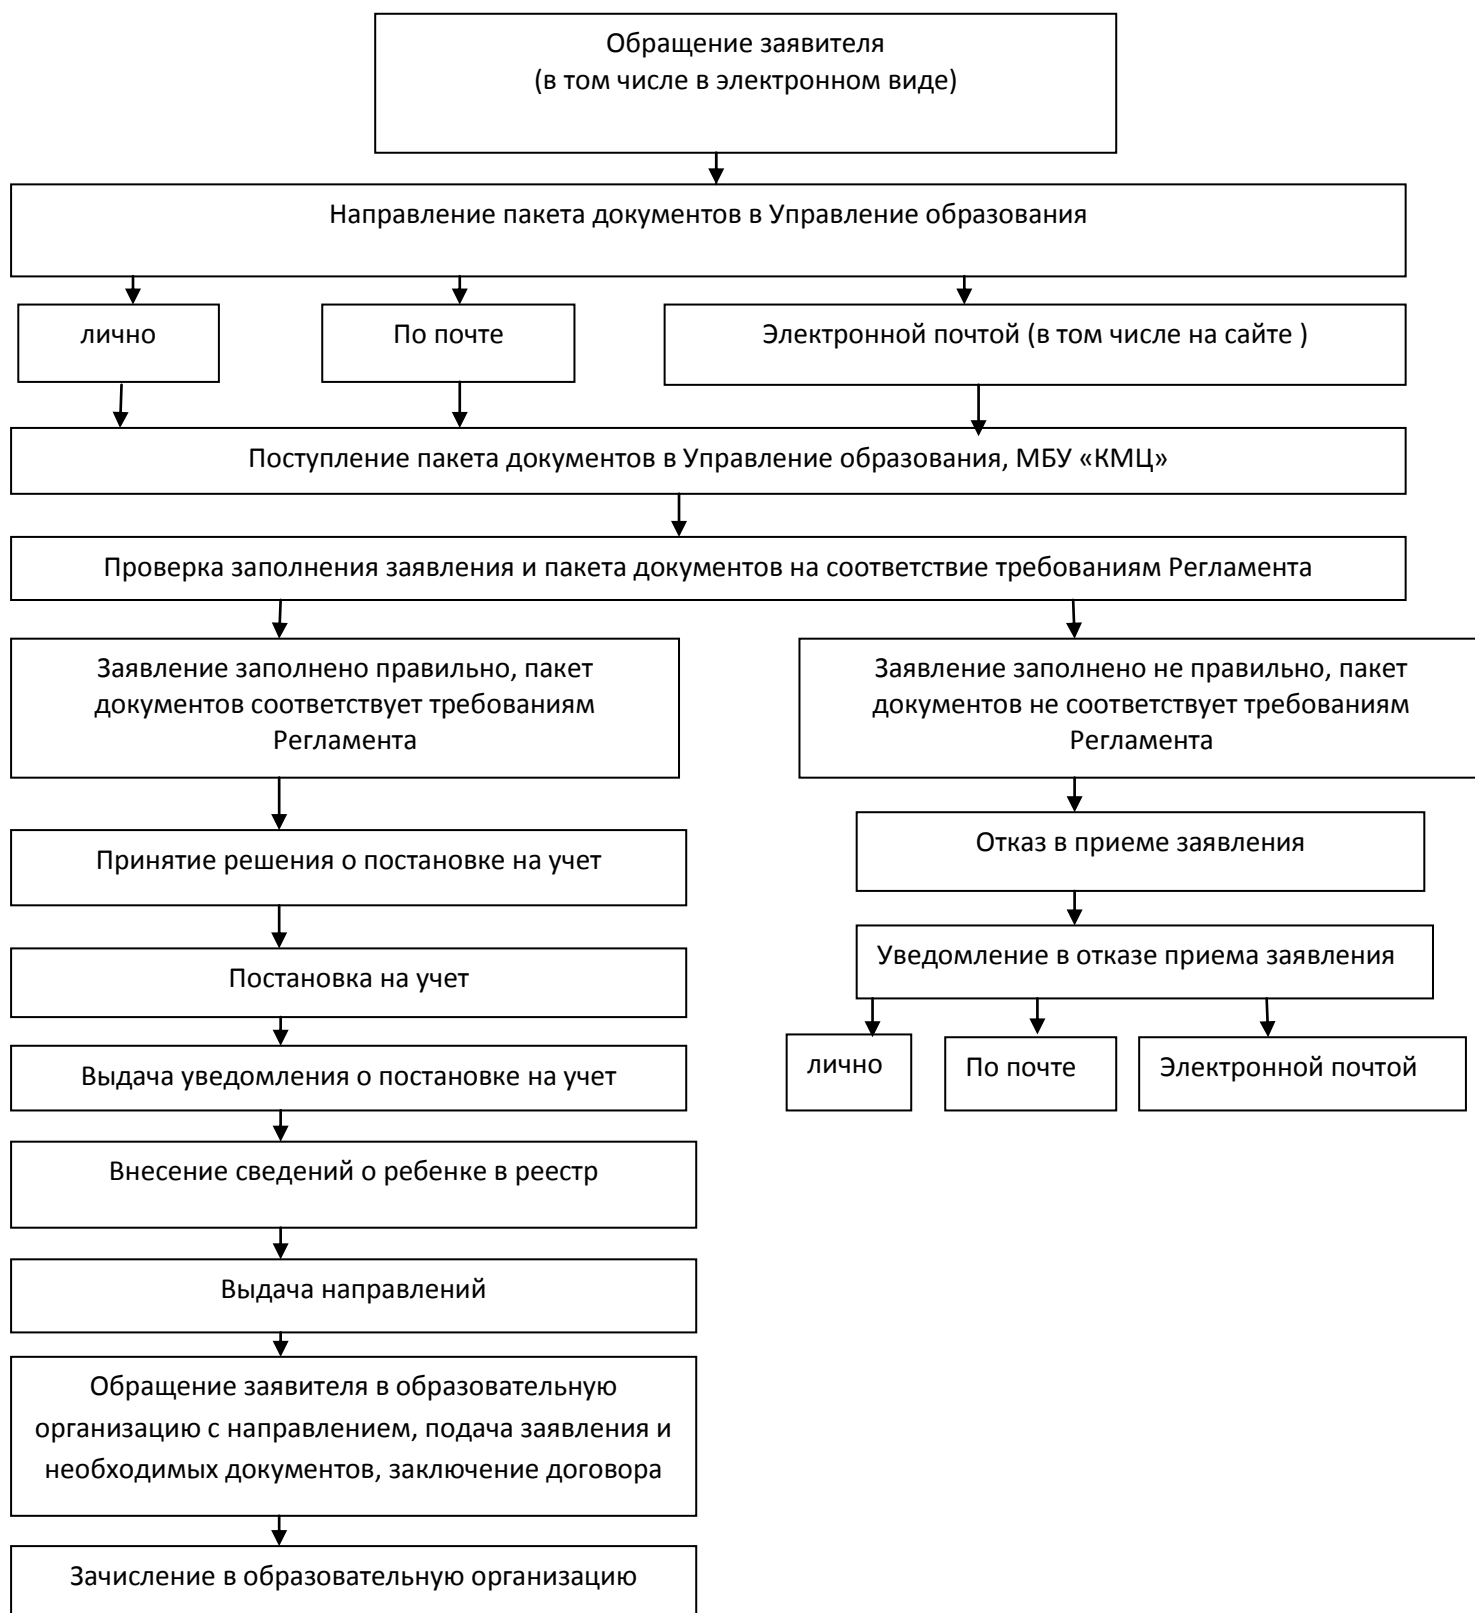 Обращение заявителя
(в том числе в электронном виде)
Направление пакета документов в Управление образования
лично
По почте
Электронной почтой (в том числе на сайте )
Поступление пакета документов в Управление образования, МБУ «КМЦ»
Проверка заполнения заявления и пакета документов на соответствие требованиям Регламента
Заявление заполнено правильно, пакет
документов соответствует требованиям
Регламента
Заявление заполнено не правильно, пакет
документов не соответствует требованиям
Регламента
Принятие решения о постановке на учет
Отказ в приеме заявления
Постановка на учет
Уведомление в отказе приема заявления
Выдача уведомления о постановке на учет
лично
По почте
Электронной почтой
Внесение сведений о ребенке в реестр
Выдача направлений
Обращение заявителя в образовательную
организацию с направлением, подача заявления и
необходимых документов, заключение договора
Зачисление в образовательную организацию